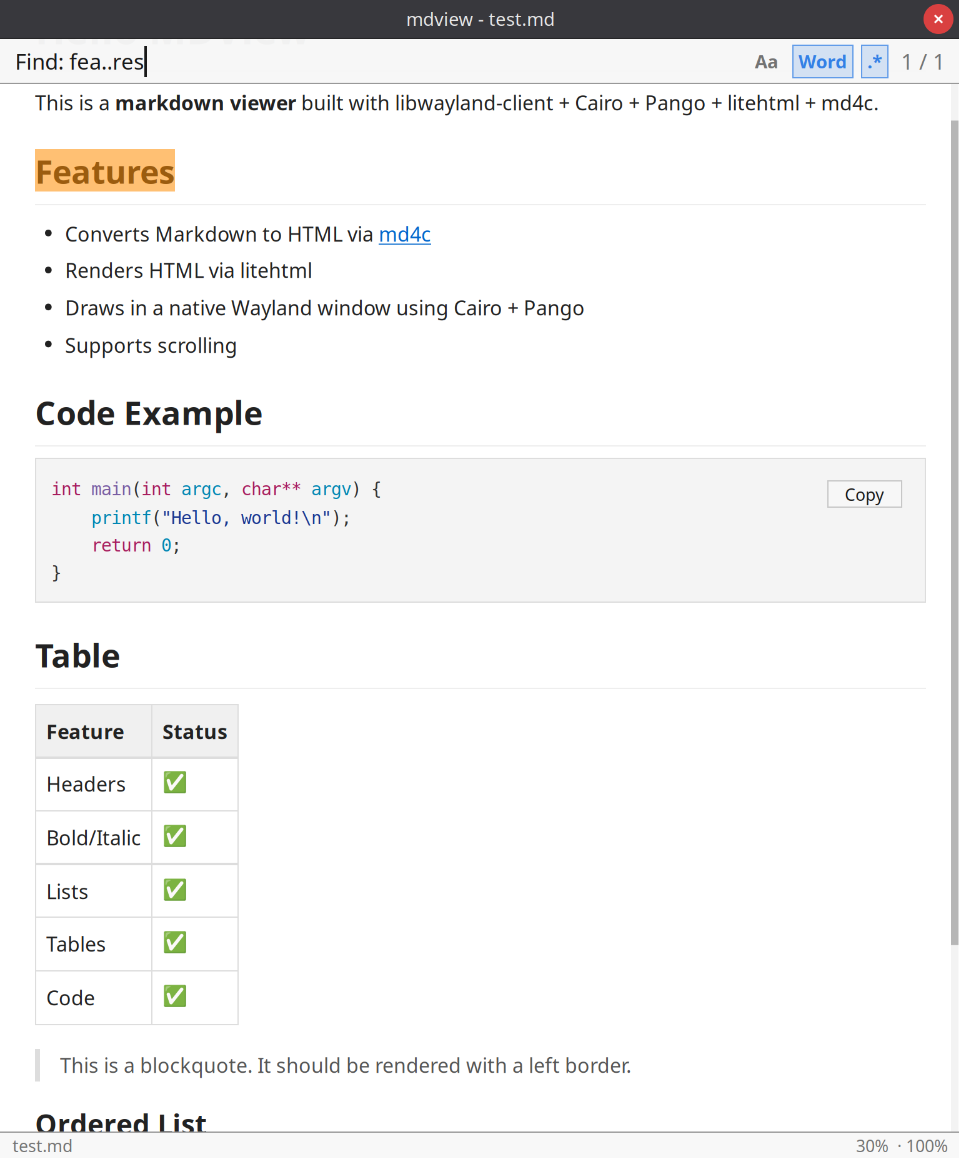 mdview - test.md
Find: fea..res Aa Word .* 1 / 1
This is a markdown viewer built with libwayland-client + Cairo + Pango + litehtml + md4c.
Features
• Converts Markdown to HTML via md4c
• Renders HTML via litehtml
• Draws in a native Wayland window using Cairo + Pango
• Supports scrolling
Code Example
int main(int argc, char** argv) {
    printf("Hello, world!\n");
    return 0;
}
Copy
Table
Feature Status
Headers ✅
Bold/Italic ✅
Lists ✅
Tables ✅
Code ✅
This is a blockquote. It should be rendered with a left border.
Ordered List
test.md 30% · 100%